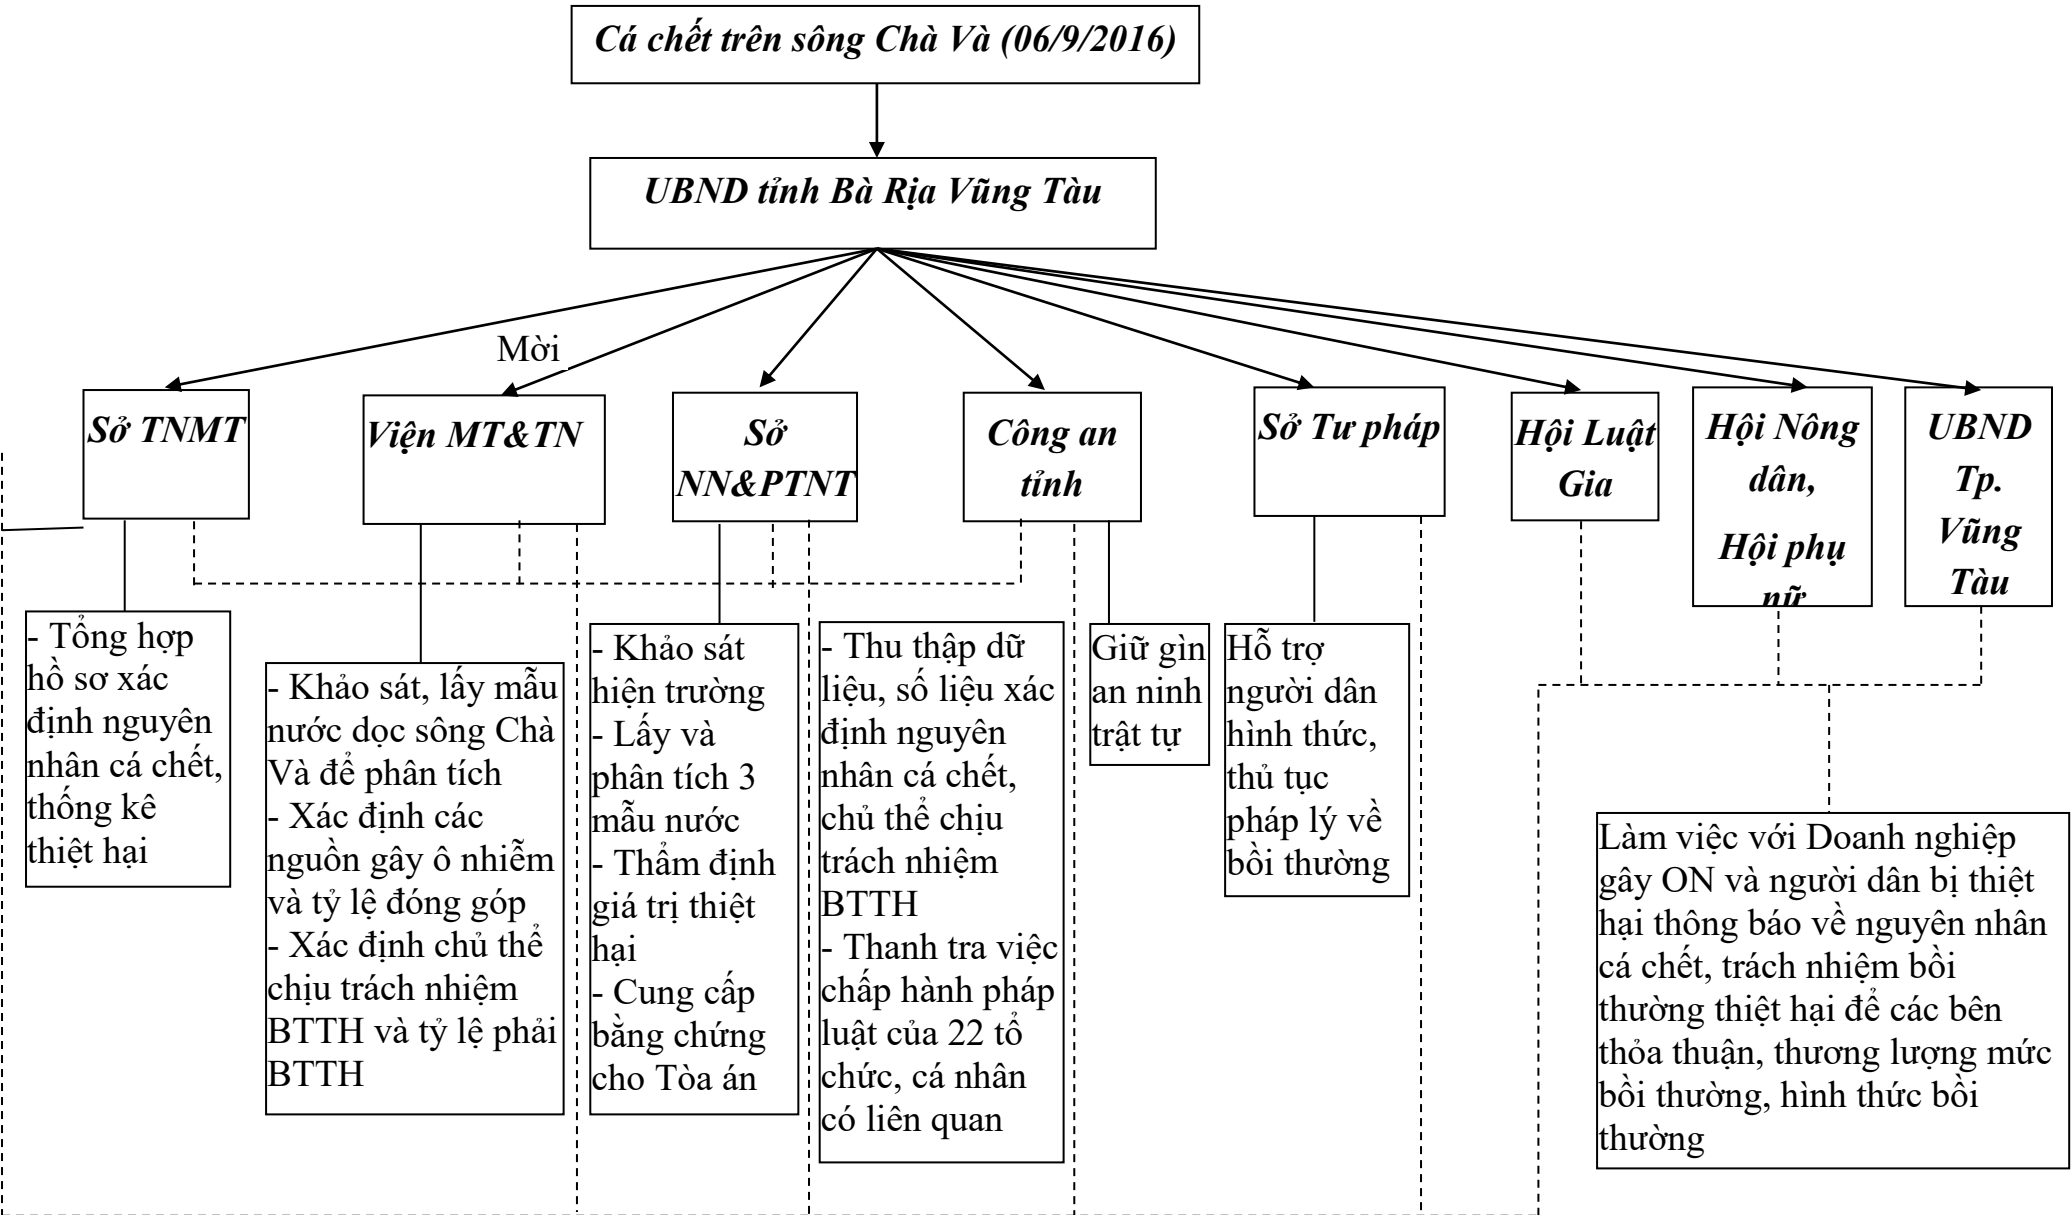 Cá chết trên sông Chà Và (06/9/2016)
UBND tỉnh Bà Rịa Vũng Tàu
Mời
Sở TNMT
Viện MT&TN
Sở
NN&PTNT
Công an
tỉnh
Sở Tư pháp
Hội Luật
Gia
Hội Nông
dân,
Hội phụ
nữ
UBND
Tp.
Vũng
Tàu
- Tổng hợp
hồ sơ xác
định nguyên
nhân cá chết,
thống kê
thiệt hại
- Khảo sát, lấy mẫu
nước dọc sông Chà
Và để phân tích
- Xác định các
nguồn gây ô nhiễm
và tỷ lệ đóng góp
- Xác định chủ thể
chịu trách nhiệm
BTTH và tỷ lệ phải
BTTH
- Khảo sát
hiện trường
- Lấy và
phân tích 3
mẫu nước
- Thẩm định
giá trị thiệt
hại
- Cung cấp
bằng chứng
cho Tòa án
- Thu thập dữ
liệu, số liệu xác
định nguyên
nhân cá chết,
chủ thể chịu
trách nhiệm
BTTH
- Thanh tra việc
chấp hành pháp
luật của 22 tổ
chức, cá nhân
có liên quan
Giữ gìn
an ninh
trật tự
Hỗ trợ
người dân
hình thức,
thủ tục
pháp lý về
bồi thường
Làm việc với Doanh nghiệp
gây ON và người dân bị thiệt
hại thông báo về nguyên nhân
cá chết, trách nhiệm bồi
thường thiệt hại để các bên
thỏa thuận, thương lượng mức
bồi thường, hình thức bồi
thường